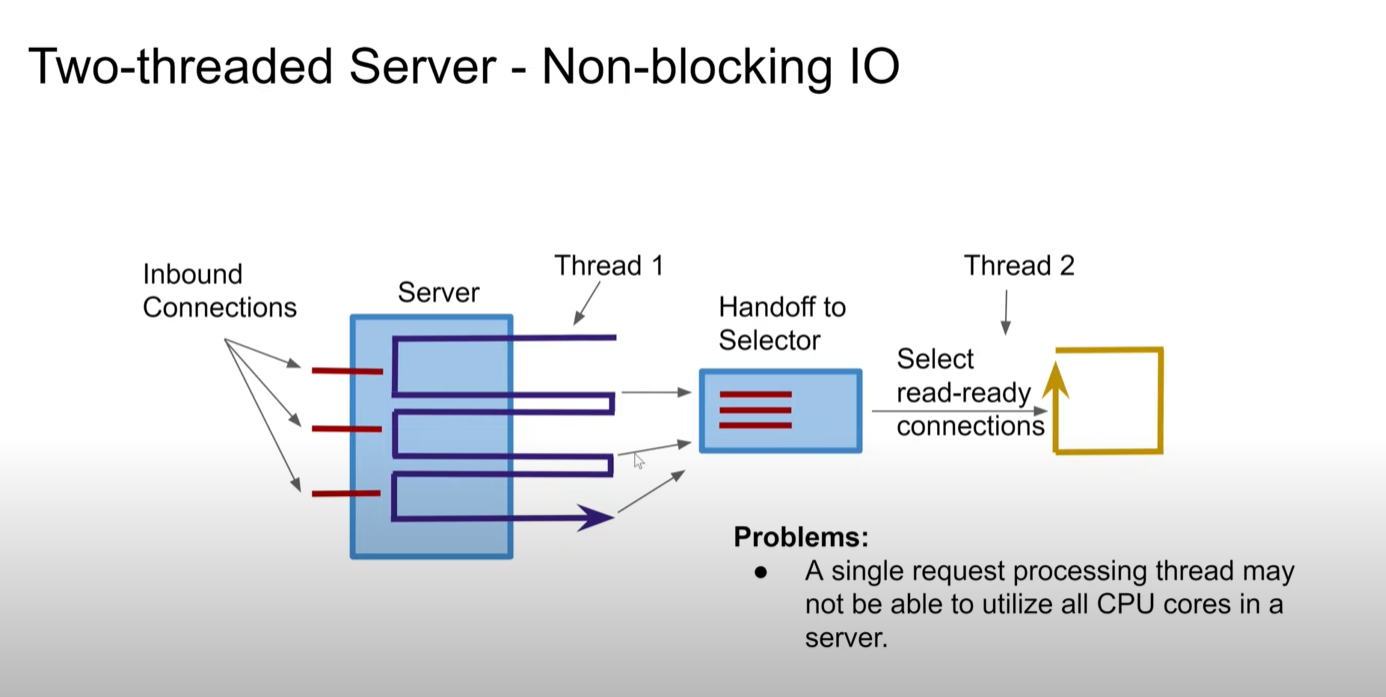 Two-threaded Server - Non-blocking IO
Inbound
Connections
Server
Thread 1
Handoff to
Selector
Thread 2
Select
read-ready
connections
Problems:
● A single request processing thread may
not be able to utilize all CPU cores in a
server.